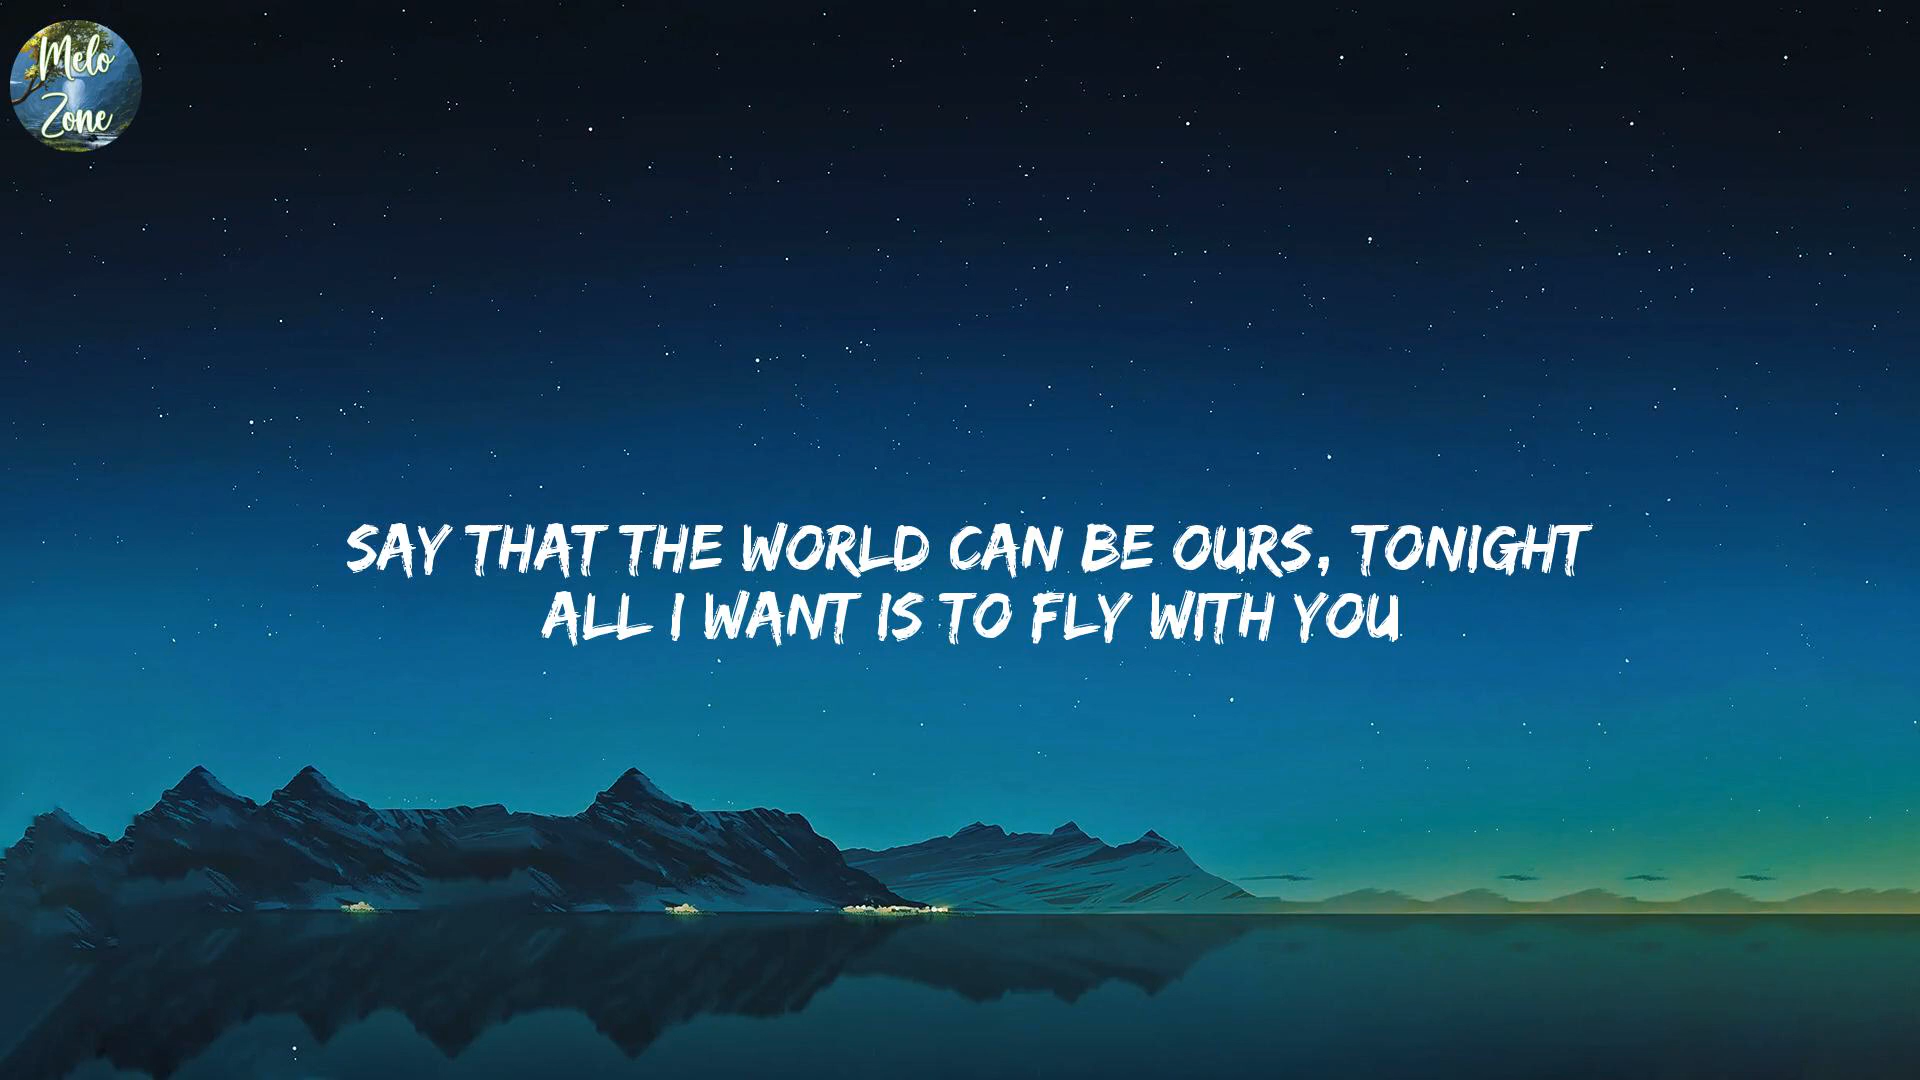 Melo
Zone
SAY THAT THE WORLD CAN BE OURS, TONIGHT
ALL I WANT IS TO FLY WITH YOU